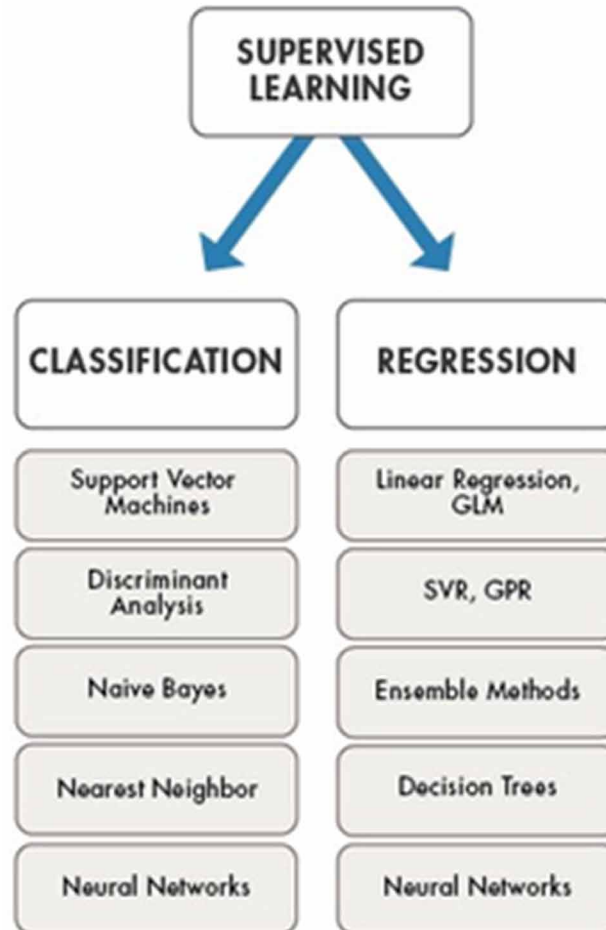 SUPERVISED
LEARNING
CLASSIFICATION
Support Vector
Machines
Discriminant
Analysis
Naive Bayes
Nearest Neighbor
Neural Networks
REGRESSION
Linear Regression,
GLM
SVR, GPR
Ensemble Methods
Decision Trees
Neural Networks